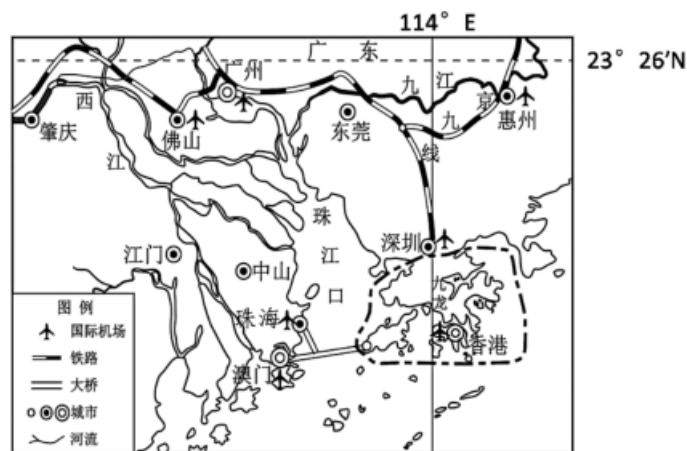 114° E
23° 26′N
广东
广州
九江
京
惠州
西
肇庆
佛山
东莞
九
线
江
珠
江
口
深圳
江门
中山
九龙
珠海
香港
澳门
图例
国际机场
铁路
大桥
城市
河流